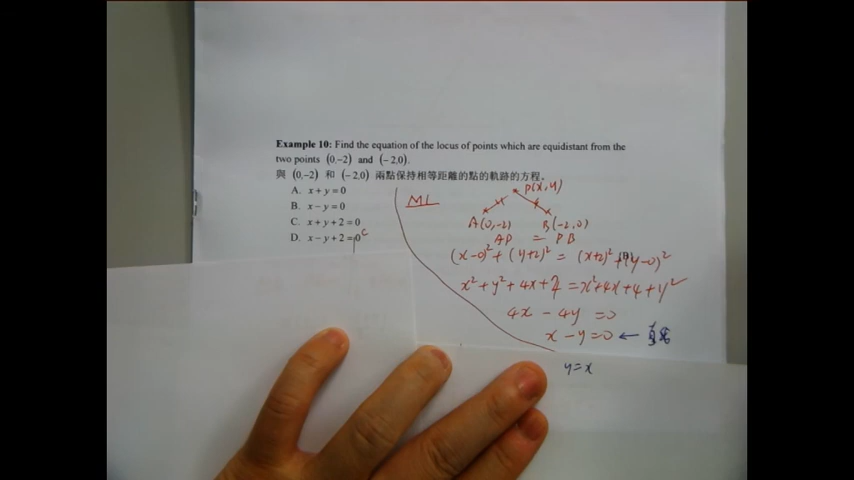 Example 10: Find the equation of the locus of points which are equidistant from the
two points (0,−2) and (−2,0).
與 (0,−2) 和 (−2,0) 兩點保持相等距離的點的軌跡的方程。
A. x + y = 0
B. x − y = 0
C. x + y + 2 = 0
D. x − y + 2 = 0
M1
P(x, y)
A(0,-2) B(-2,0)
AP = PB
(x-0)² + (y+2)² = (x+2)² + (y-0)²
x² + y² + 4x + 4 = x² + 4x + 4 + y²
4x - 4y = 0
x - y = 0 ←
y = x